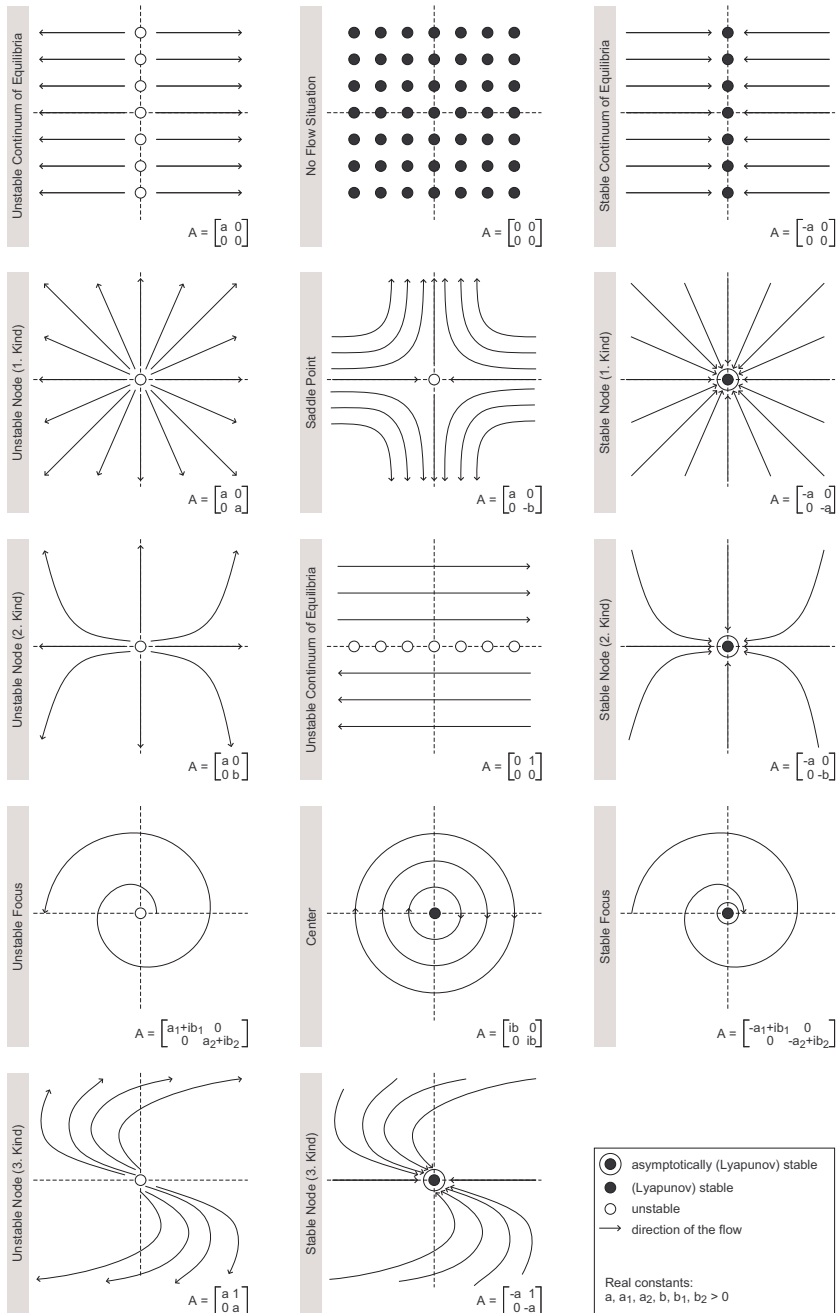 Unstable Continuum of Equilibria
A = [a 0
0 0]
No Flow Situation
A = [0 0
0 0]
Stable Continuum of Equilibria
A = [-a 0
0 0]
Unstable Node (1. Kind)
A = [a 0
0 a]
Saddle Point
A = [a 0
0 -b]
Stable Node (1. Kind)
A = [-a 0
0 -a]
Unstable Node (2. Kind)
A = [a 0
0 b]
Unstable Continuum of Equilibria
A = [0 1
0 0]
Stable Node (2. Kind)
A = [-a 0
0 -b]
Unstable Focus
A = [a₁+ib₁ 0
0 a₂+ib₂]
Center
A = [ib 0
0 ib]
Stable Focus
A = [-a₁+ib₁ 0
0 -a₂+ib₂]
Unstable Node (3. Kind)
A = [a 1
0 a]
Stable Node (3. Kind)
A = [-a 1
0 -a]
asymptotically (Lyapunov) stable
(Lyapunov) stable
unstable
direction of the flow
Real constants:
a, a₁, a₂, b, b₁, b₂ > 0